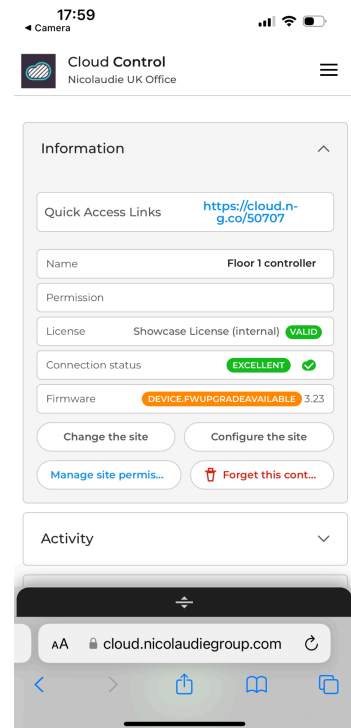 17:59
◀ Camera
Cloud Control
Nicolaudie UK Office
Information
Quick Access Links
https://cloud.n-
g.co/50707
Name Floor 1 controller
Permission
License Showcase License (internal) VALID
Connection status EXCELLENT
Firmware DEVICE.FWUPGRADEAVAILABLE 3.23
Change the site Configure the site
Manage site permis... Forget this cont...
Activity
AA cloud.nicolaudiegroup.com